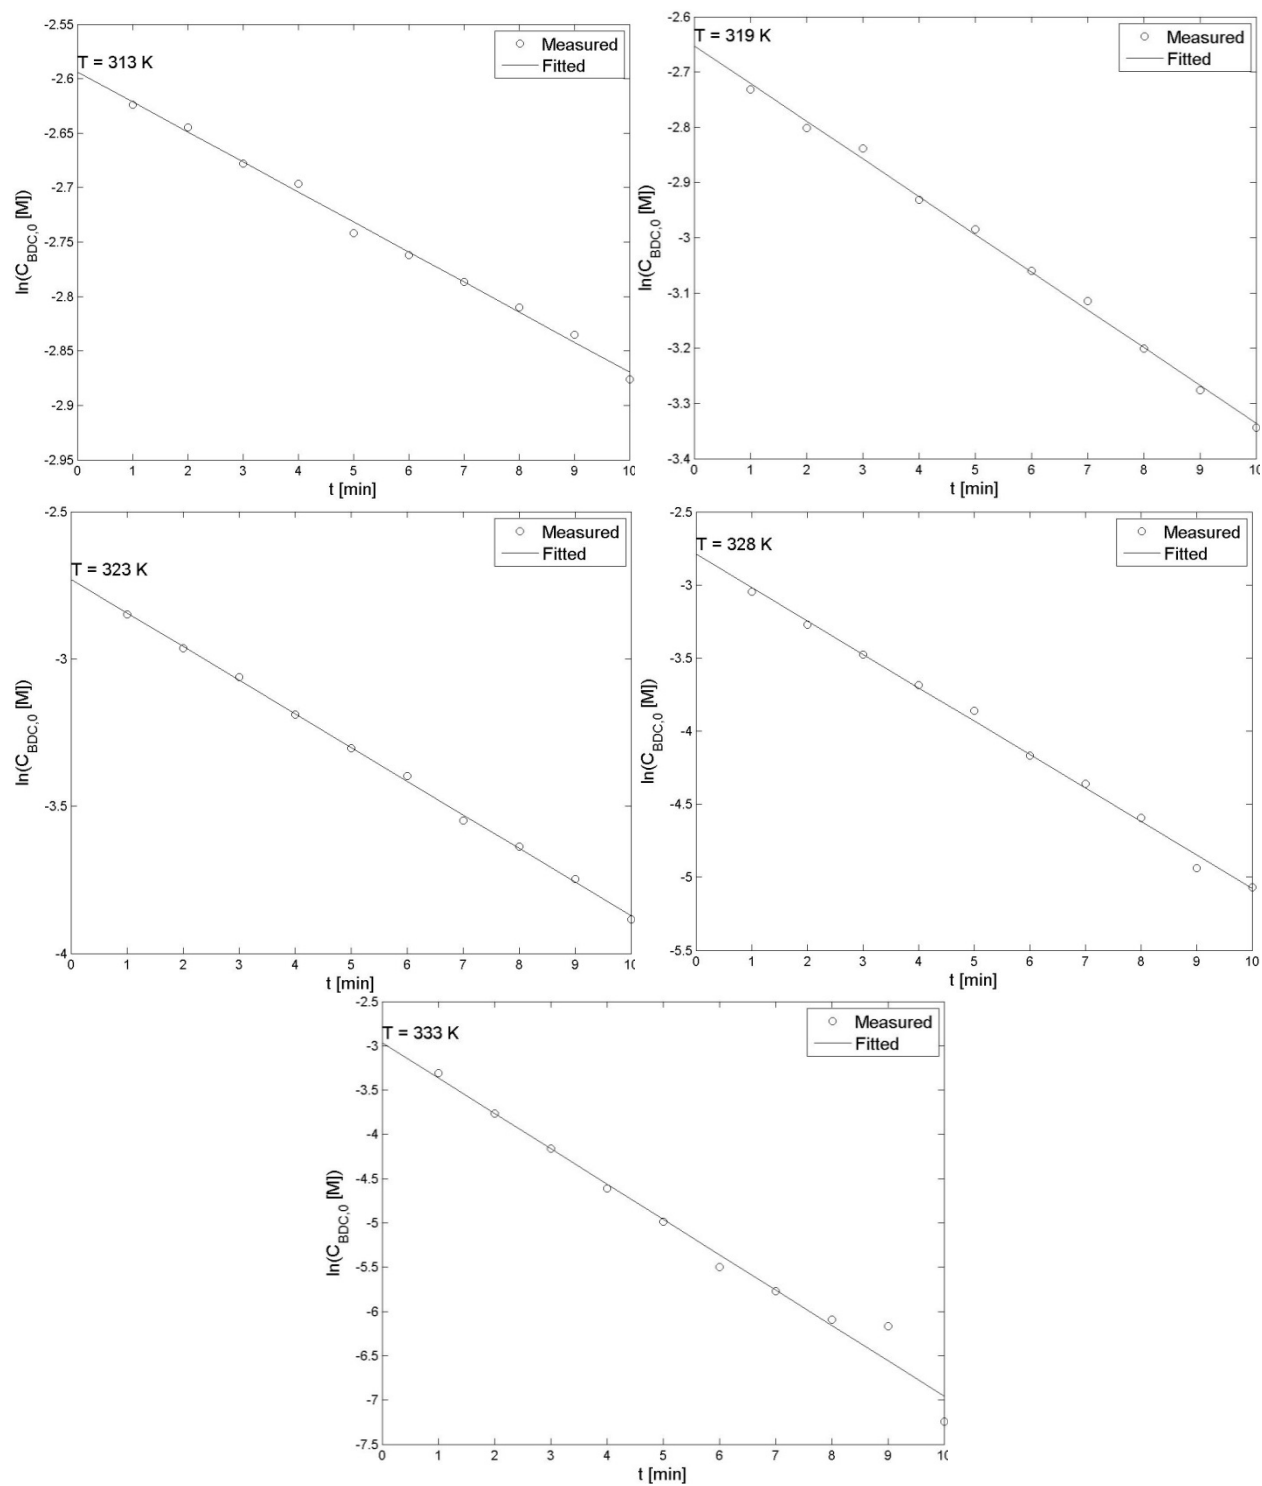 -2.55
-2.6
-2.65
-2.7
-2.75
-2.8
-2.85
-2.9
-2.95
ln(C_BDC,0 [M])
T = 313 K
Measured
Fitted
0 1 2 3 4 5 6 7 8 9 10
t [min]
-2.6
-2.7
-2.8
-2.9
-3
-3.1
-3.2
-3.3
-3.4
ln(C_BDC,0 [M])
T = 319 K
Measured
Fitted
0 1 2 3 4 5 6 7 8 9 10
t [min]
-2.5
-3
-3.5
-4
ln(C_BDC,0 [M])
T = 323 K
Measured
Fitted
0 1 2 3 4 5 6 7 8 9 10
t [min]
-2.5
-3
-3.5
-4
-4.5
-5
-5.5
ln(C_BDC,0 [M])
T = 328 K
Measured
Fitted
0 1 2 3 4 5 6 7 8 9 10
t [min]
-2.5
-3
-3.5
-4
-4.5
-5
-5.5
-6
-6.5
-7
-7.5
ln(C_BDC,0 [M])
T = 333 K
Measured
Fitted
0 1 2 3 4 5 6 7 8 9 10
t [min]